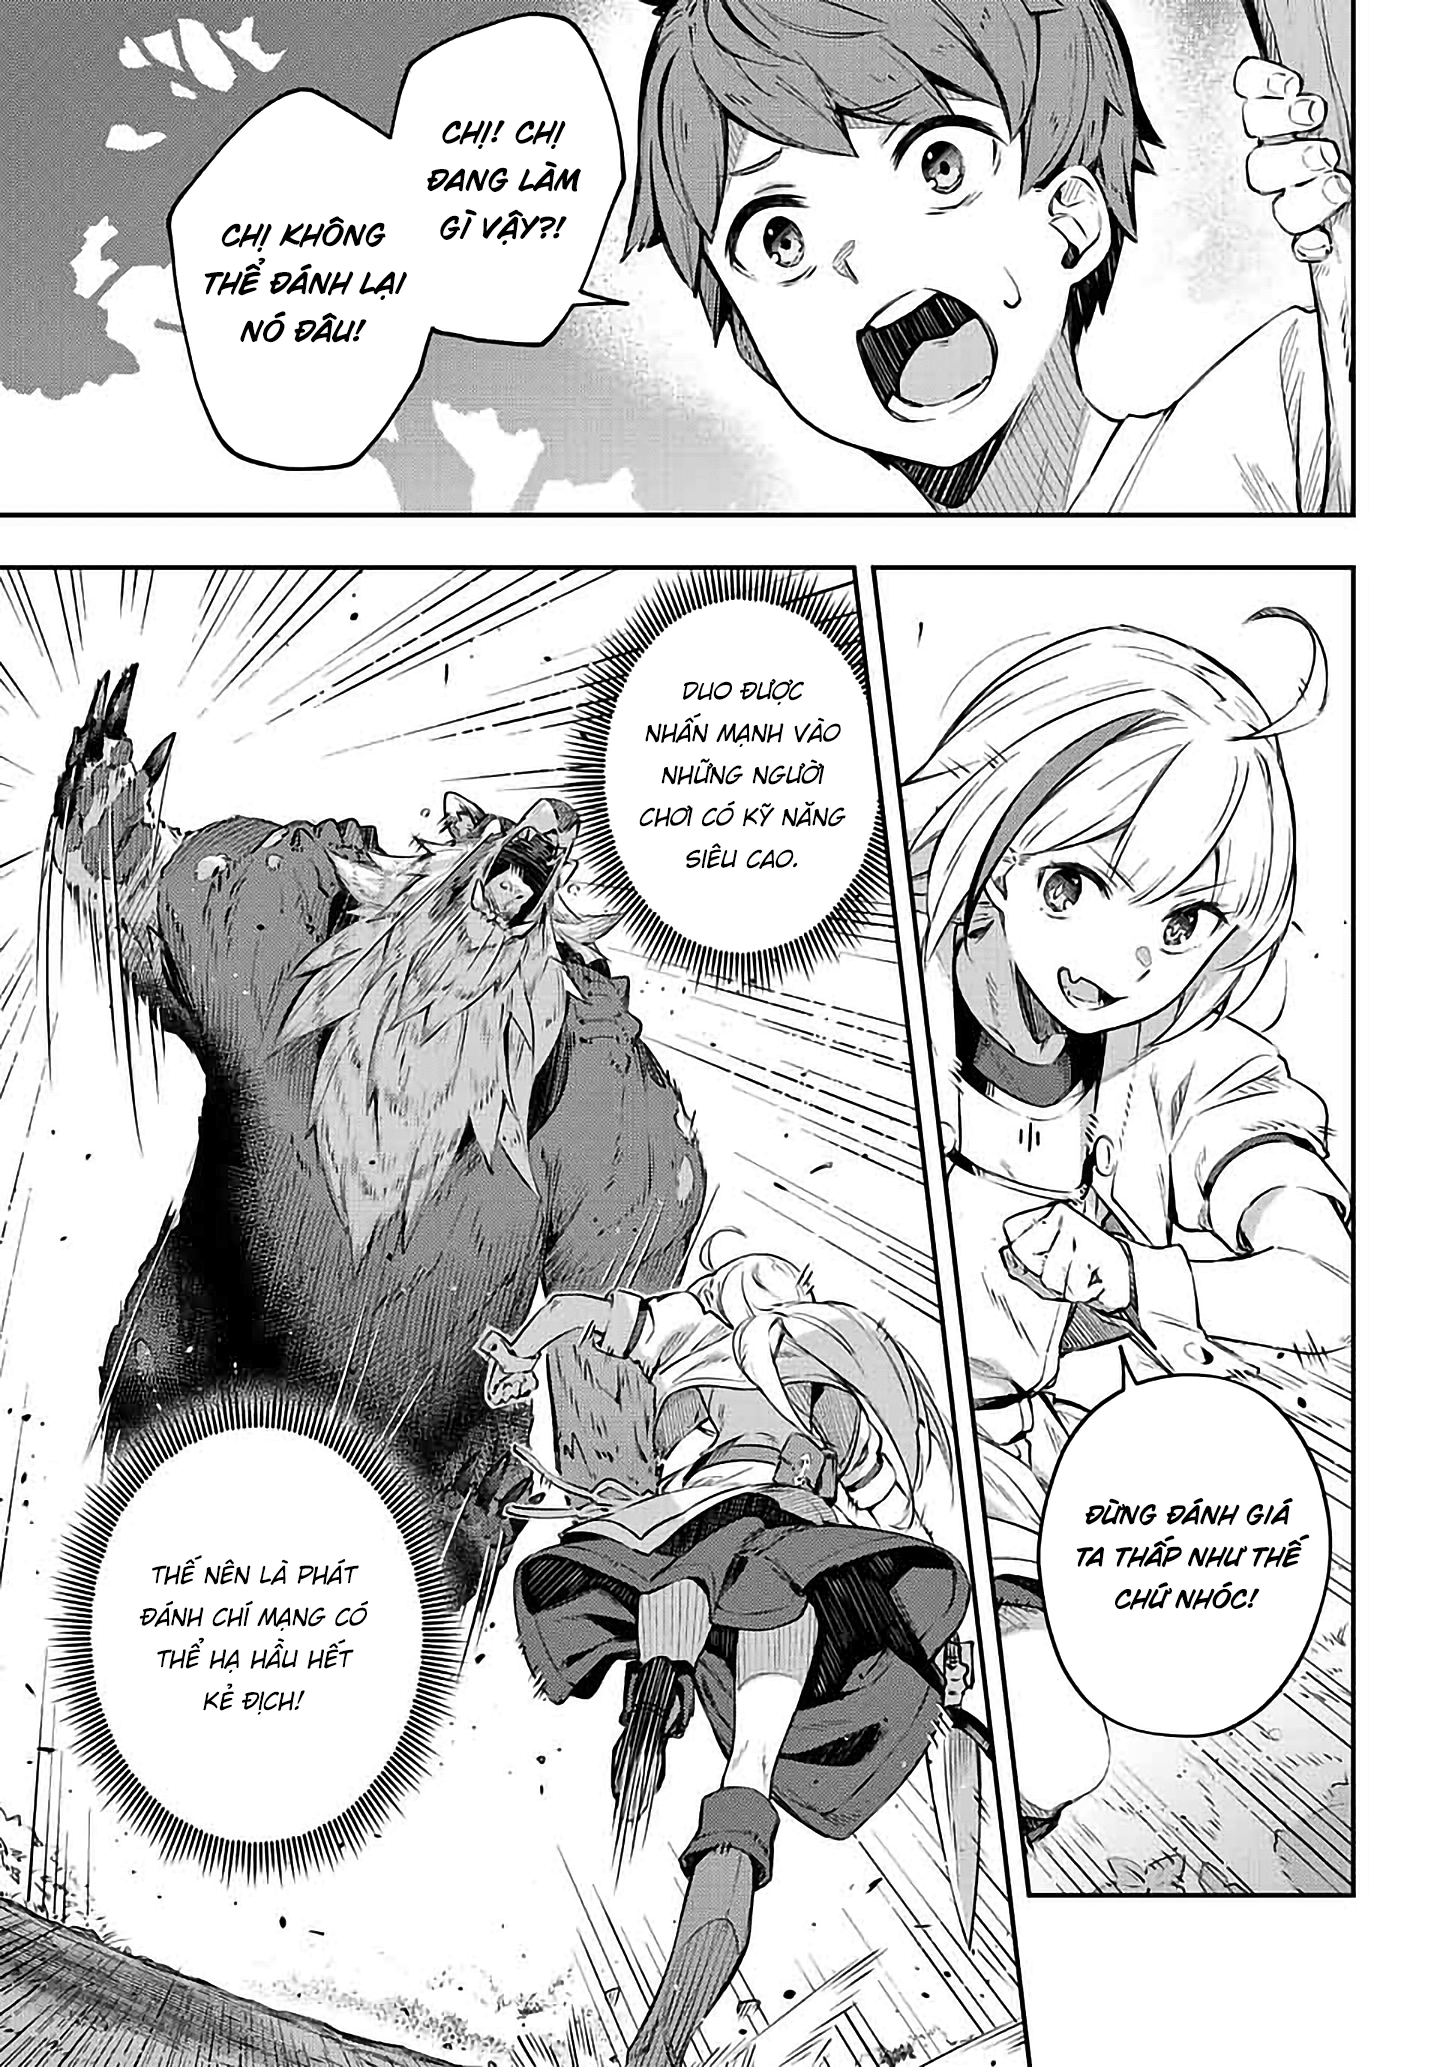 CHỊ! CHỊ
ĐANG LÀM
GÌ VẬY?!
CHỊ KHÔNG
THỂ ĐÁNH LẠI
NÓ ĐÂU!
ĐỪNG ĐÁNH GIÁ
TA THẤP NHƯ THẾ
CHỨ NHÓC!
DUO ĐƯỢC
NHẤN MẠNH VÀO
NHỮNG NGƯỜI
CHƠI CÓ KỸ NĂNG
SIÊU CAO.
THẾ NÊN LÀ PHÁT
ĐÁNH CHÍ MẠNG CÓ
THỂ HẠ HẦU HẾT
KẺ ĐỊCH!